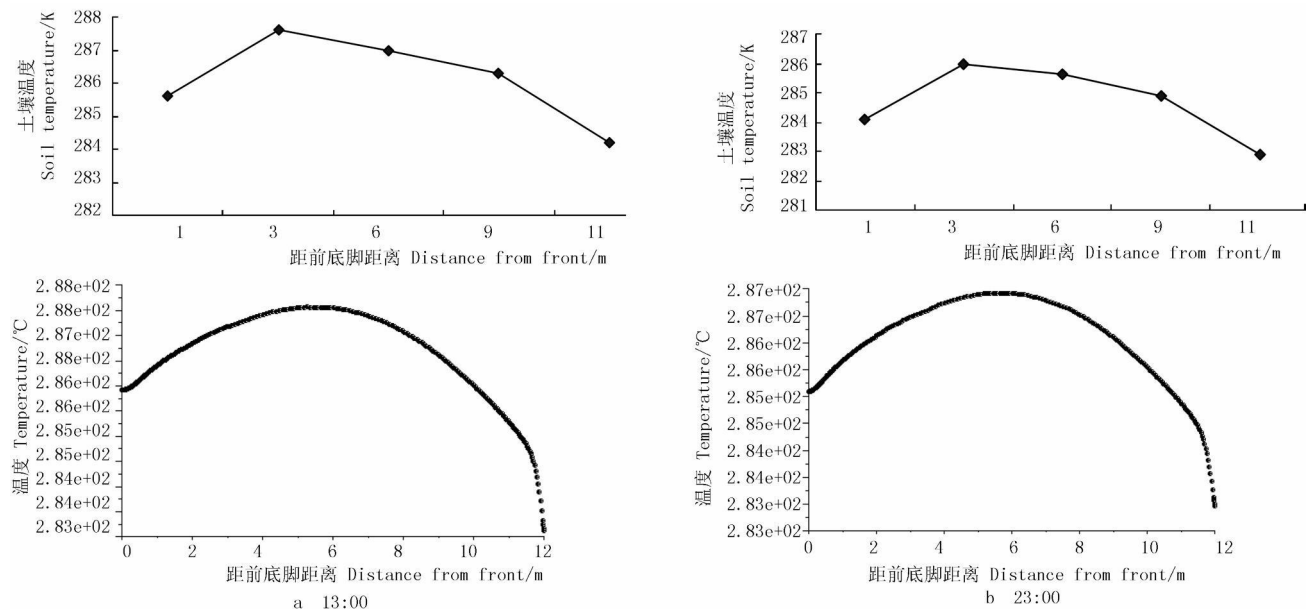 288
287
286
285
284
283
282
土壤温度
Soil temperature/K
1 3 6 9 11
距前底脚距离 Distance from front/m
287
286
285
284
283
282
281
土壤温度
Soil temperature/K
1 3 6 9 11
距前底脚距离 Distance from front/m
2.88e+02
2.88e+02
2.87e+02
2.88e+02
2.86e+02
2.86e+02
2.85e+02
2.85e+02
2.84e+02
2.84e+02
2.83e+02
温度 Temperature/℃
0 2 4 6 8 10 12
距前底脚距离 Distance from front/m
a 13:00
2.87e+02
2.87e+02
2.86e+02
2.86e+02
2.85e+02
2.85e+02
2.84e+02
2.84e+02
2.83e+02
2.83e+02
温度 Temperature/℃
0 2 4 6 8 10 12
距前底脚距离 Distance from front/m
b 23:00